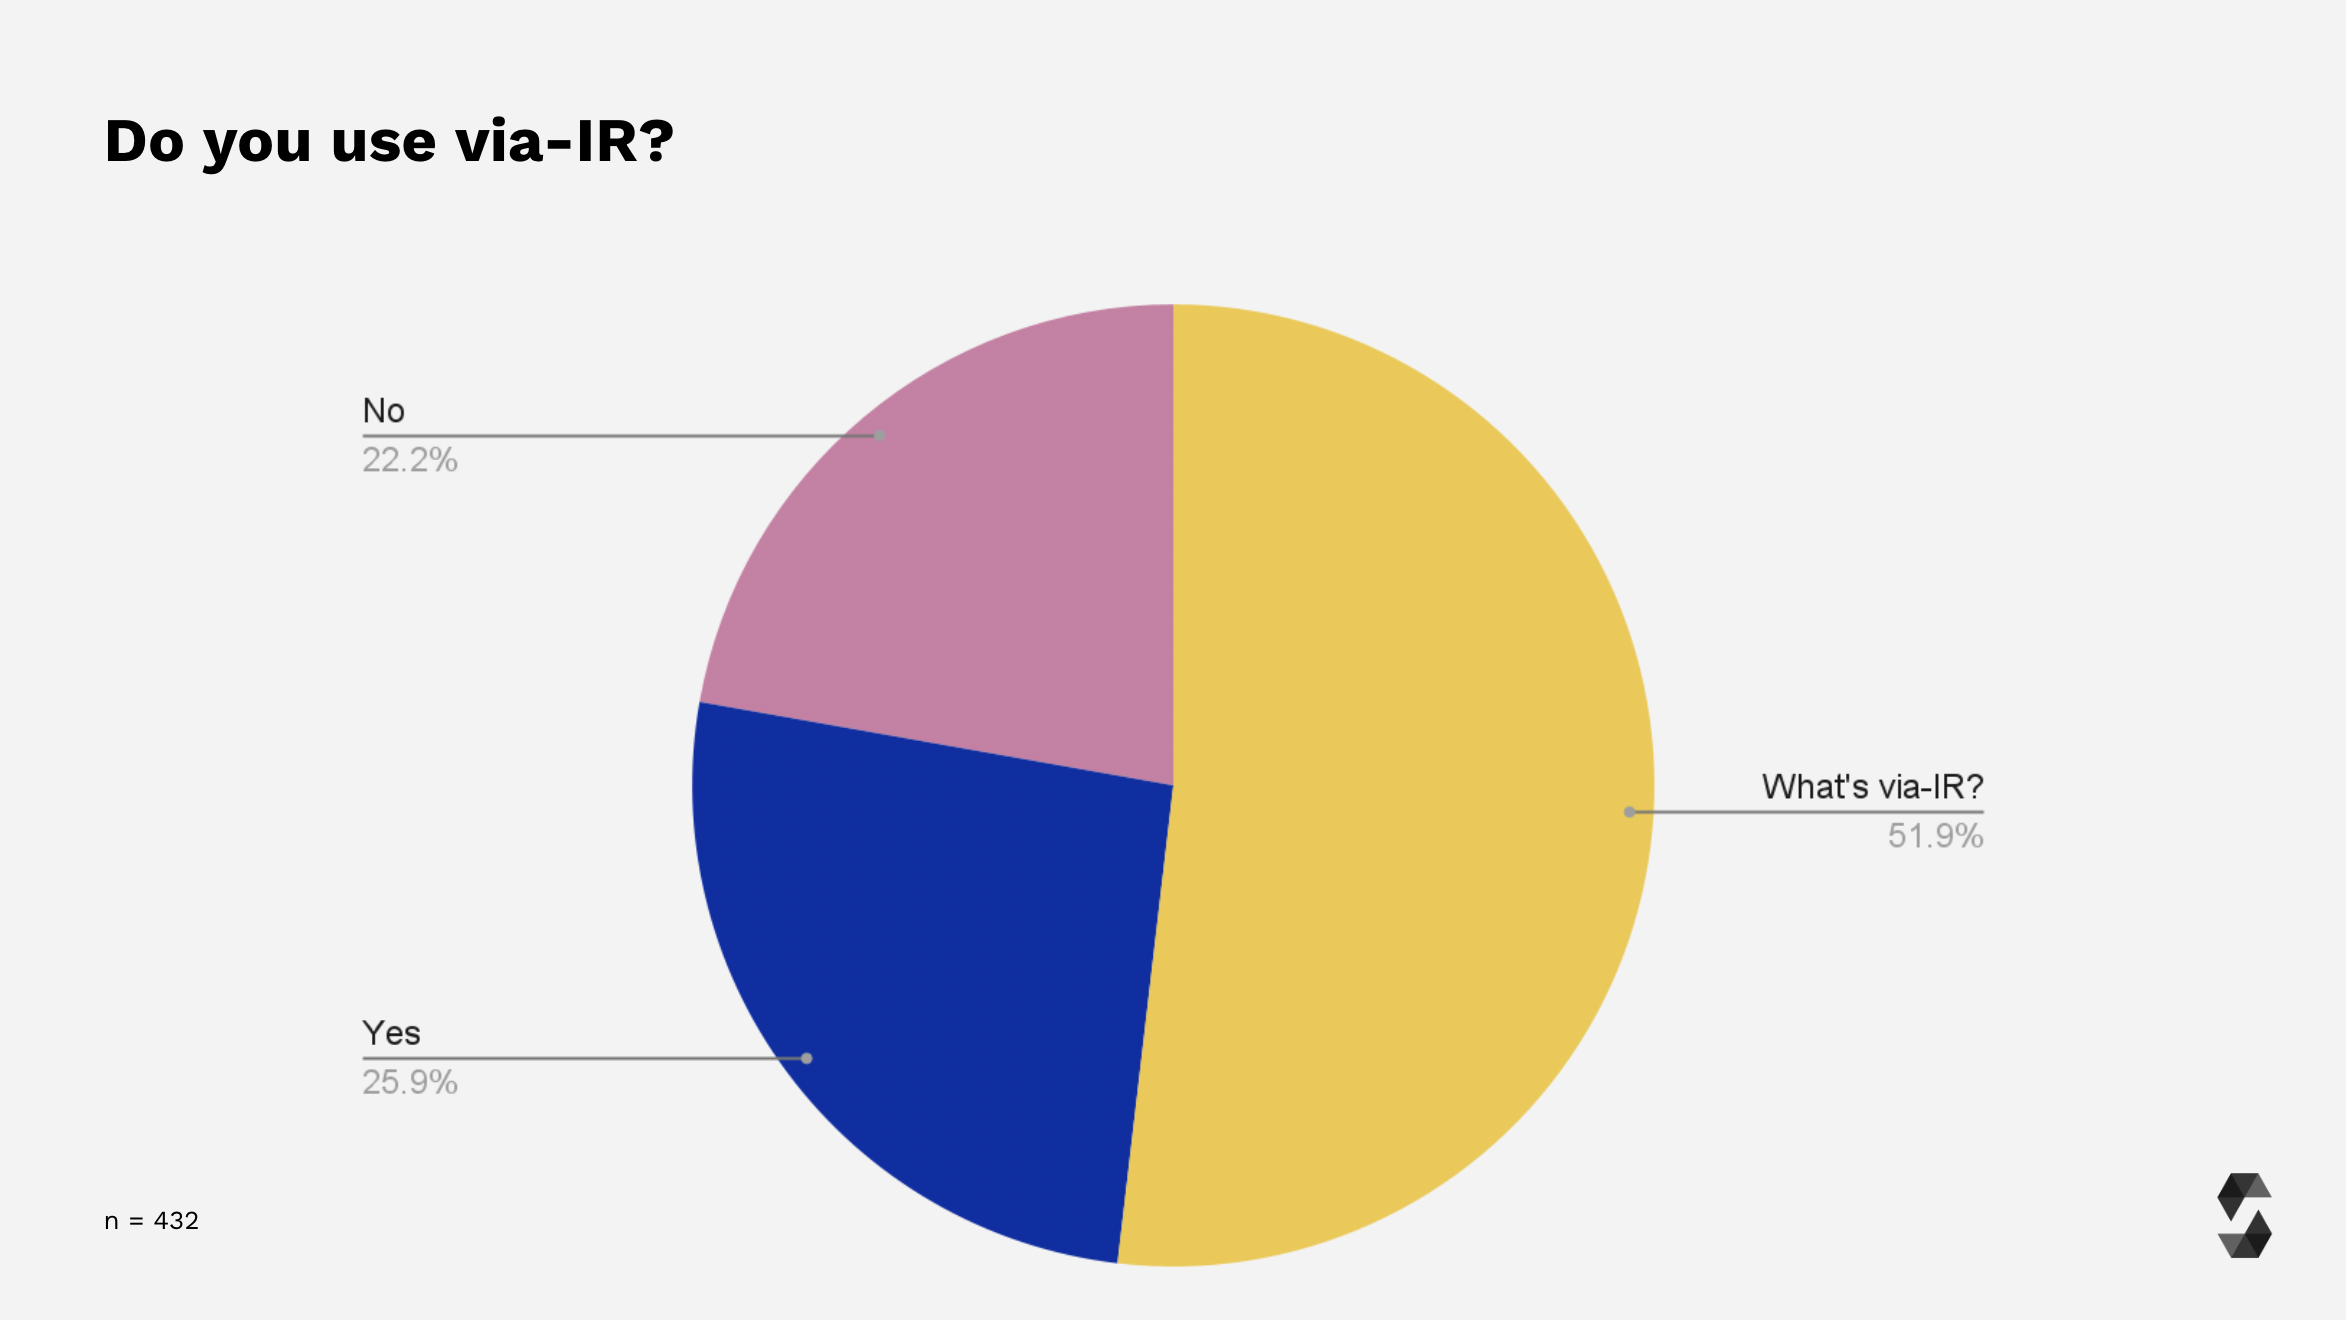 Do you use via-IR?
No
22.2%
What's via-IR?
51.9%
Yes
25.9%
n = 432